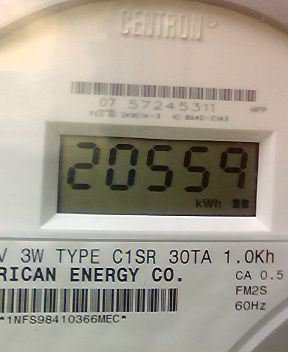 CENTRON®
07 57245311
20559
kWh
V 3W TYPE C1SR 30TA 1.0Kh
RICAN ENERGY CO.
CA 0.5
FM2S
60Hz
*1NFS98410366MEC*